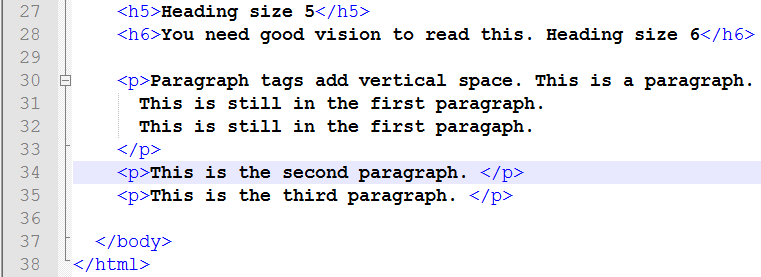 27 <h5>Heading size 5</h5>
28 <h6>You need good vision to read this. Heading size 6</h6>
29
30 <p>Paragraph tags add vertical space. This is a paragraph.
31 This is still in the first paragraph.
32 This is still in the first paragaph.
33 </p>
34 <p>This is the second paragraph. </p>
35 <p>This is the third paragraph. </p>
36
37 </body>
38 </html>